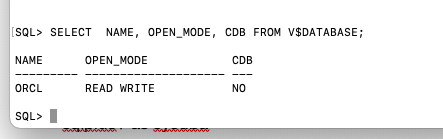 SQL> SELECT  NAME, OPEN_MODE, CDB FROM V$DATABASE;
NAME      OPEN_MODE            CDB
--------- -------------------- ---
ORCL      READ WRITE           NO
SQL>